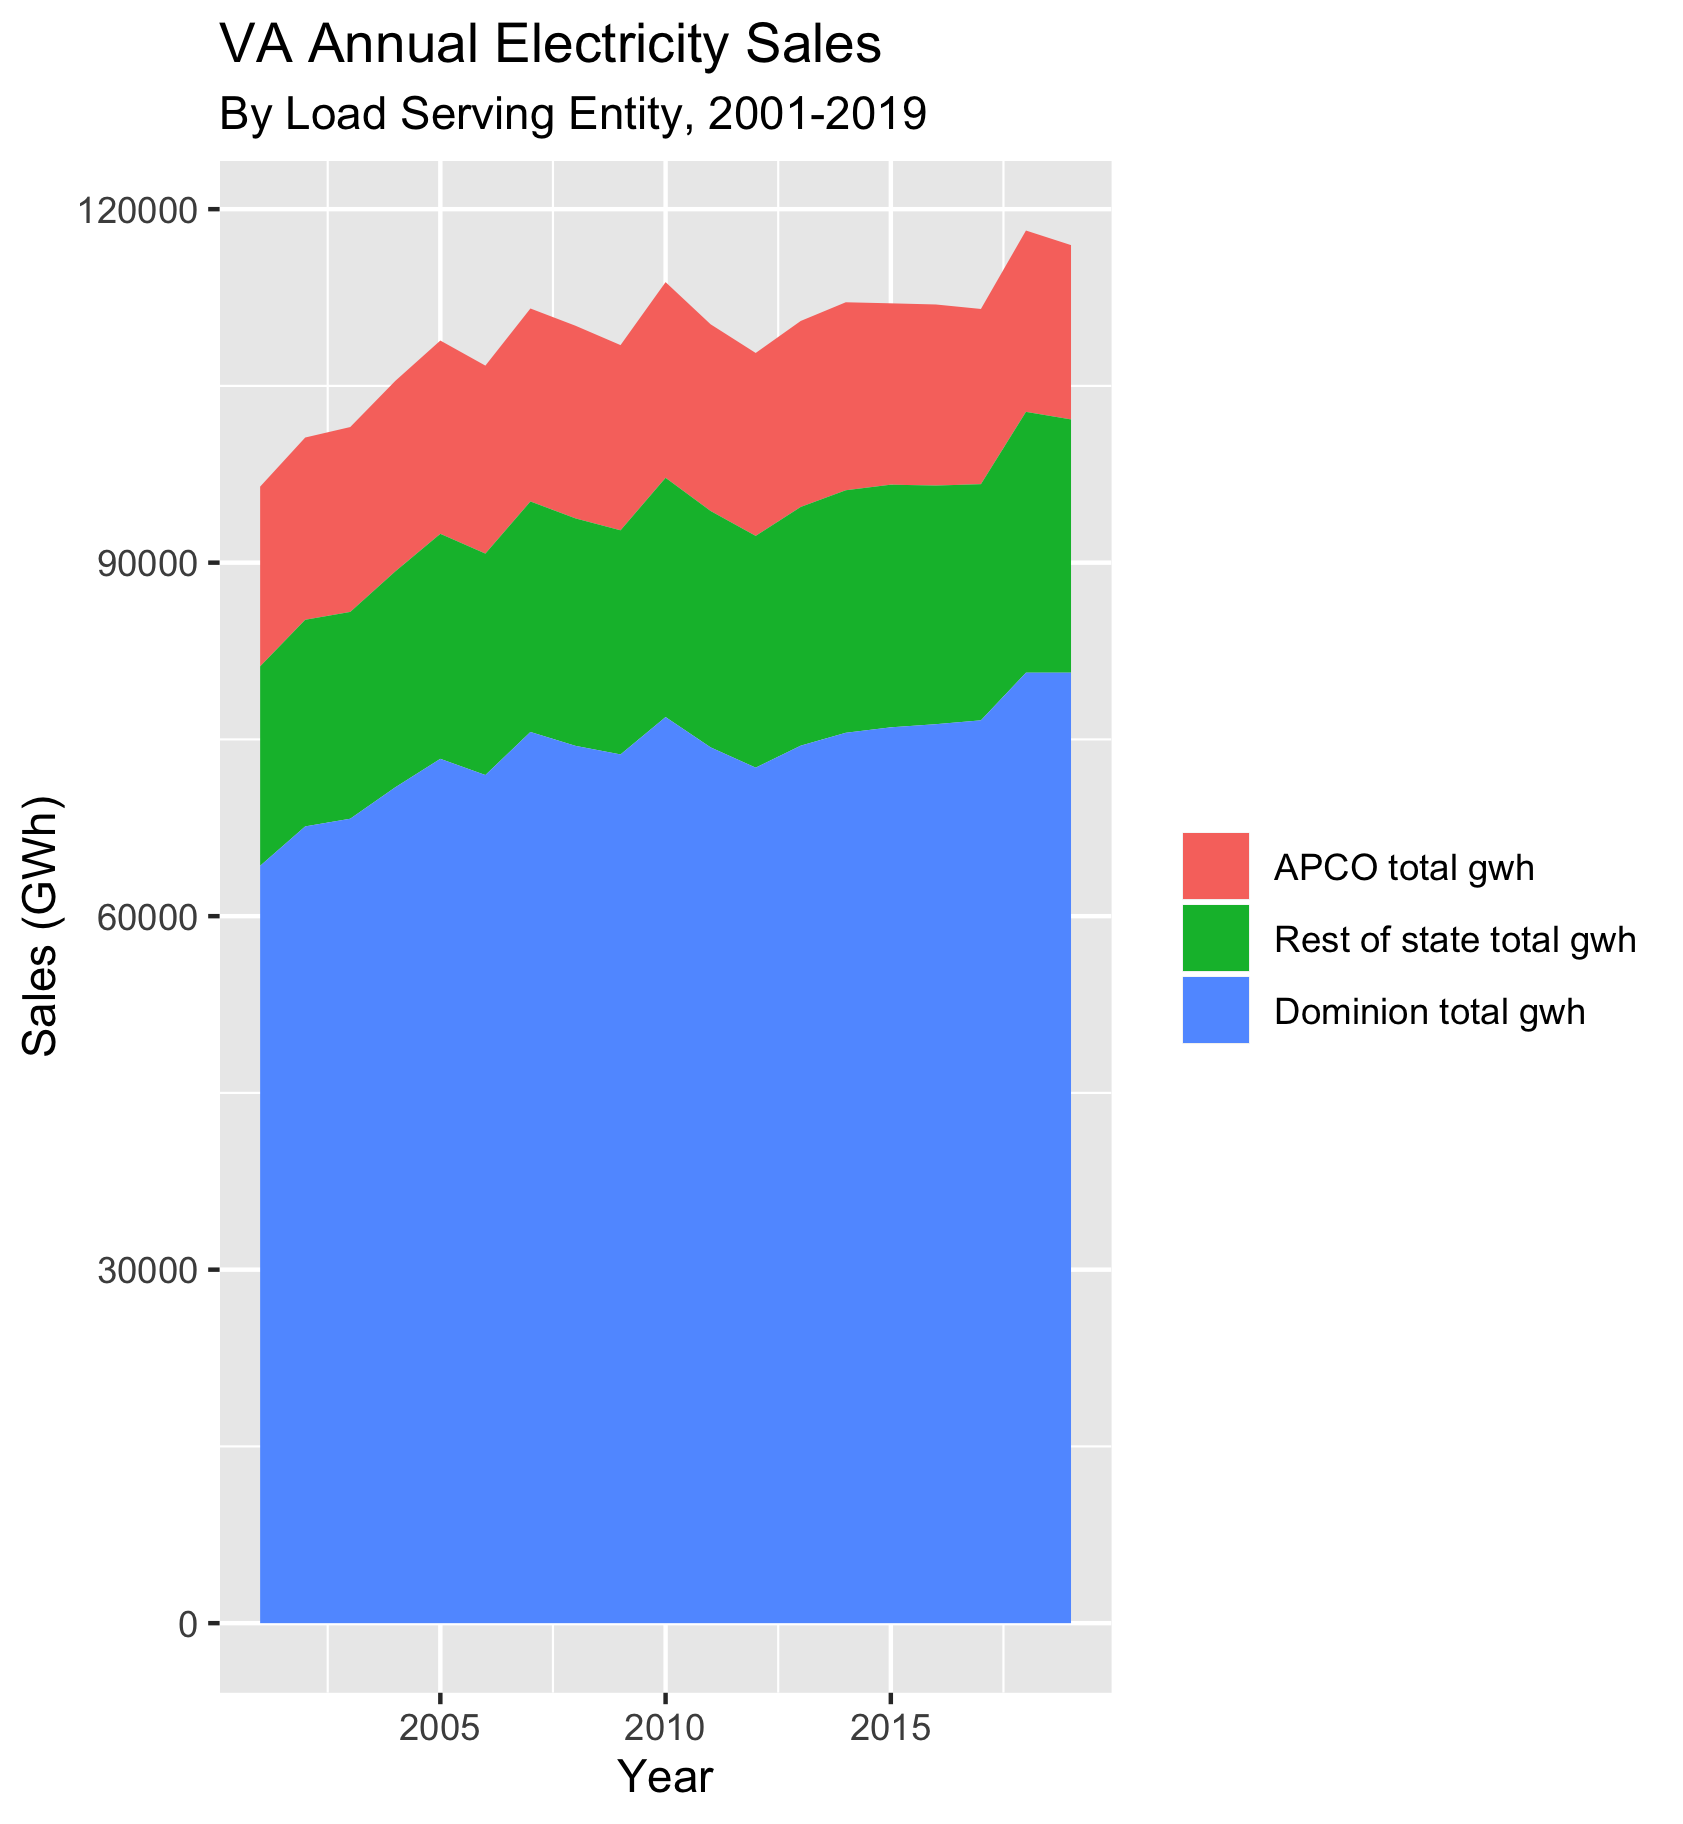 VA Annual Electricity Sales
By Load Serving Entity, 2001-2019
120000
90000
60000
30000
0
Sales (GWh)
2005
2010
2015
Year
APCO total gwh
Rest of state total gwh
Dominion total gwh